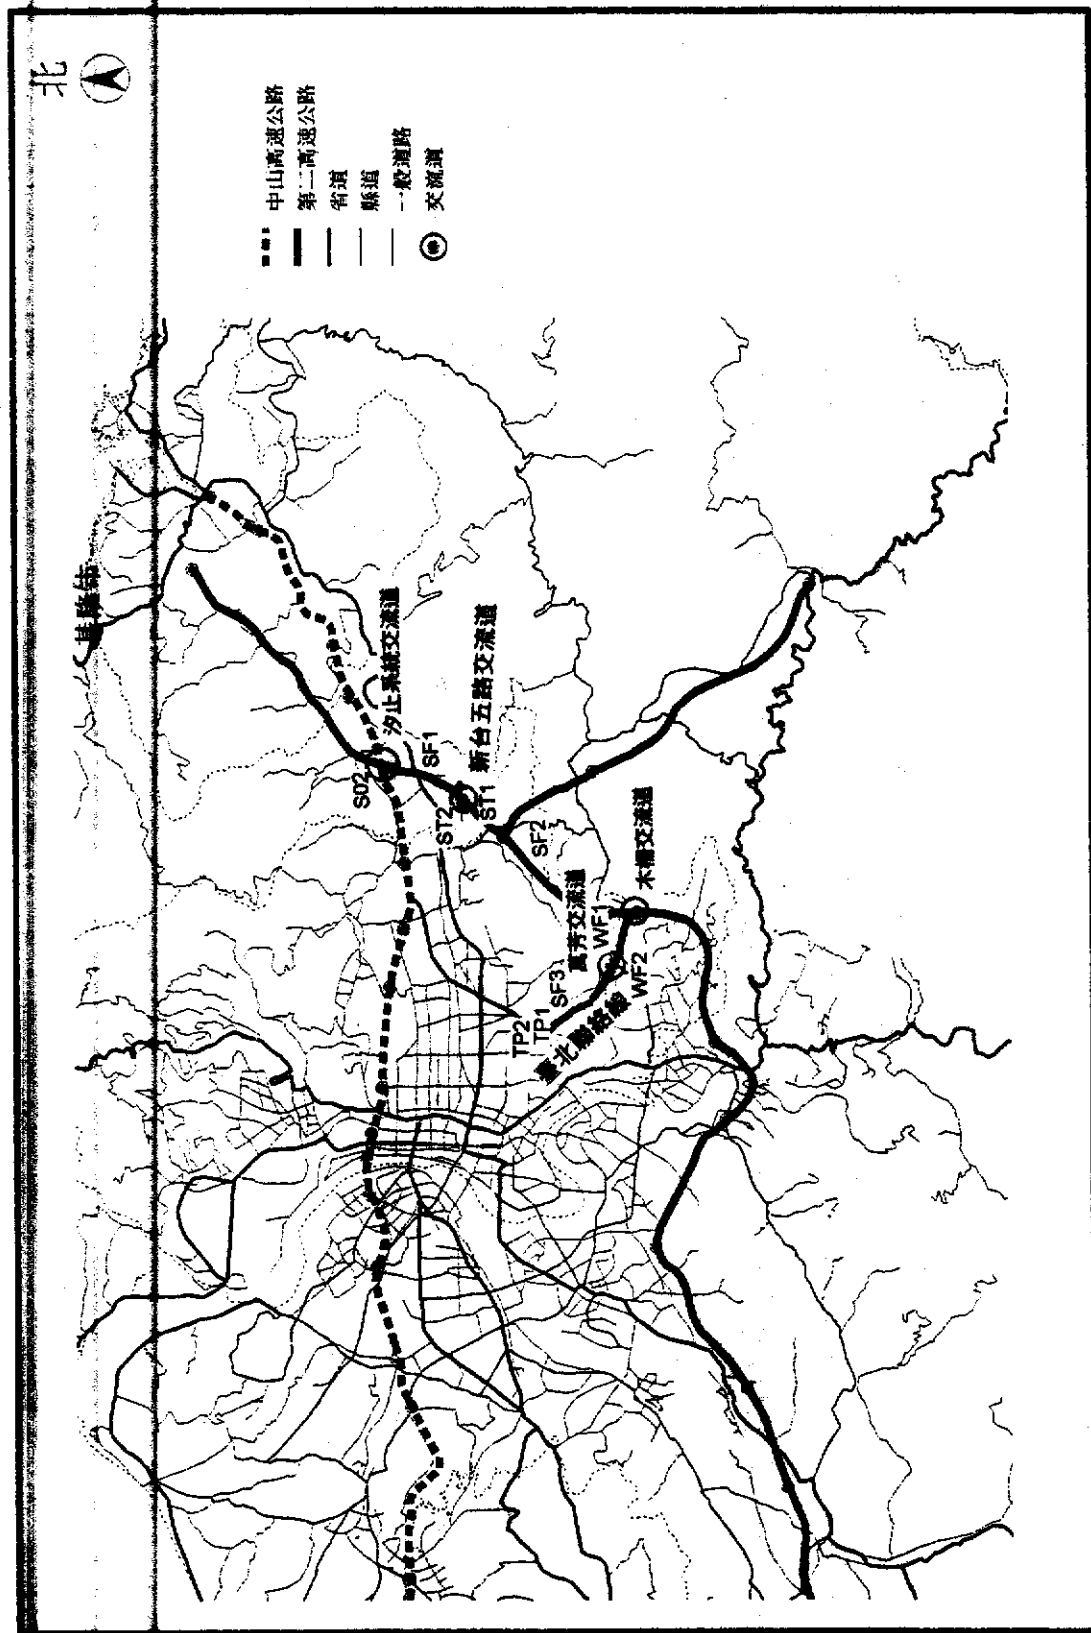 北
中山高速公路
第二高速公路
省道
縣道
一般道路
交流道
汐止系統交流道
S02
SF1
新台五路交流道
ST2
ST1
SF2
木柵交流道
萬芳交流道
WF1
SF3
WF2
TP2
TP1
臺北聯絡線